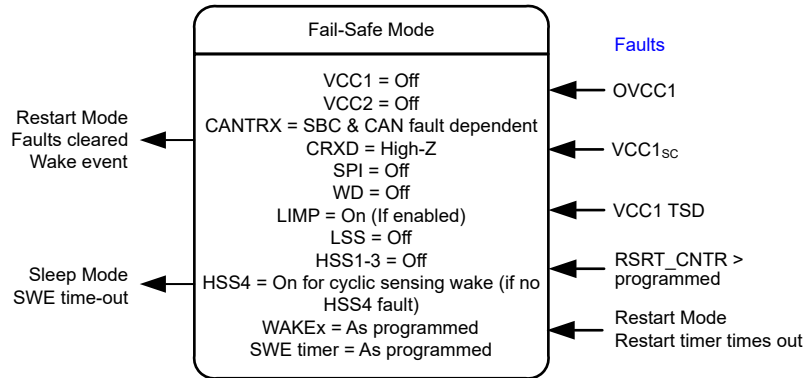 Fail-Safe Mode
VCC1 = Off
VCC2 = Off
CANTRX = SBC & CAN fault dependent
CRXD = High-Z
SPI = Off
WD = Off
LIMP = On (If enabled)
LSS = Off
HSS1-3 = Off
HSS4 = On for cyclic sensing wake (if no
HSS4 fault)
WAKEx = As programmed
SWE timer = As programmed
Restart Mode
Faults cleared
Wake event
Sleep Mode
SWE time-out
Faults
OVCC1
VCC1SC
VCC1 TSD
RSRT_CNTR >
programmed
Restart Mode
Restart timer times out